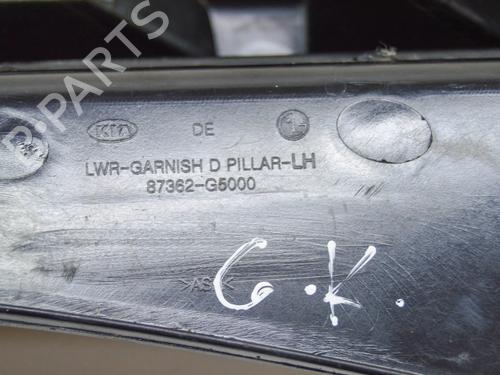 B-PARTS
KIA DE
LWR-GARNISH D PILLAR-LH
87362-G5000
G.K.